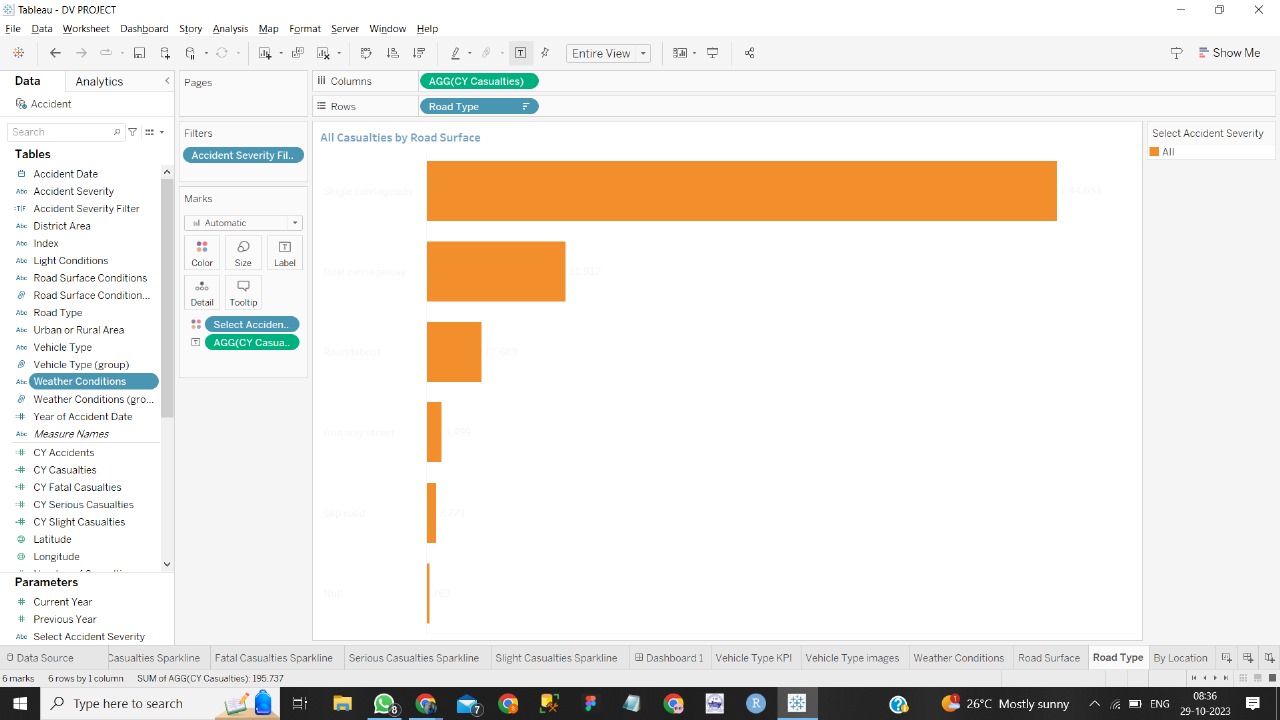 Tableau - DV PROJECT
File Data Worksheet Dashboard Story Analysis Map Format Server Window Help
Entire View
Show Me
Data Analytics
Accident
Search
Tables
Accident Date
Accident Severity
Accident Severity Filter
District Area
Index
Light Conditions
Road Surface Conditions
Road Surface Condition...
Road Type
Urban or Rural Area
Vehicle Type
Vehicle Type (group)
Weather Conditions
Weather Conditions (gro...
Year of Accident Date
Measure Names
CY Accidents
CY Casualties
CY Fatal Casualties
CY Serious Casualties
CY Slight Casualties
Latitude
Longitude
Parameters
Current Year
Previous Year
Select Accident Severity
Pages
Filters
Accident Severity Fil..
Marks
Automatic
Color Size Label
Detail Tooltip
Select Acciden..
AGG(CY Casua..
Columns AGG(CY Casualties)
Rows Road Type
All Casualties by Road Surface
Single carriageway
Dual carriageway
Roundabout
One way street
Slip road
Null
Select Accident Severity
All
Data Source Casualties Sparkline Fatal Casualties Sparkline Serious Casualties Sparkline Slight Casualties Sparkline Dashboard 1 Vehicle Type KPI Vehicle Type images Weather Conditions Road Surface Road Type By Location
6 marks 6 rows by 1 column SUM of AGG(CY Casualties): 195,737
Type here to search
8
7
26°C Mostly sunny
ENG
08:36
29-10-2023